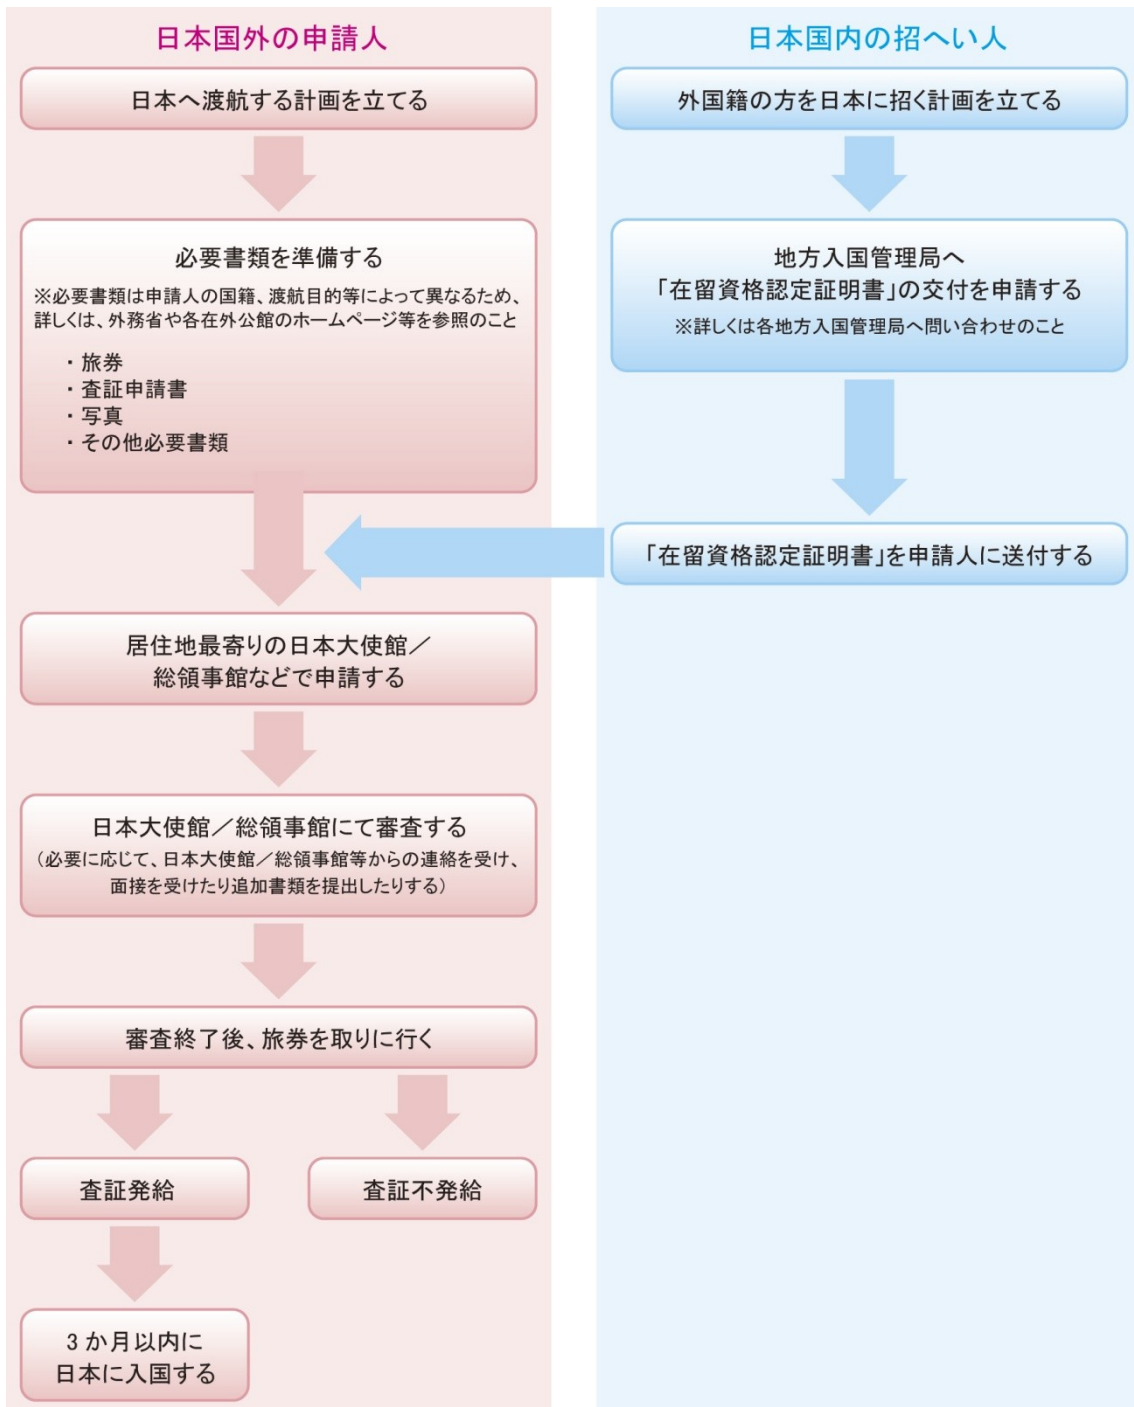 日本国外の申請人
日本へ渡航する計画を立てる
必要書類を準備する
※必要書類は申請人の国籍、渡航目的等によって異なるため、
詳しくは、外務省や各在外公館のホームページ等を参照のこと
・旅券
・査証申請書
・写真
・その他必要書類
居住地最寄りの日本大使館／
総領事館などで申請する
日本大使館／総領事館にて審査する
（必要に応じて、日本大使館／総領事館等からの連絡を受け、
面接を受けたり追加書類を提出したりする）
審査終了後、旅券を取りに行く
査証発給
査証不発給
3 か月以内に
日本に入国する
日本国内の招へい人
外国籍の方を日本に招く計画を立てる
地方入国管理局へ
「在留資格認定証明書」の交付を申請する
※詳しくは各地方入国管理局へ問い合わせのこと
「在留資格認定証明書」を申請人に送付する